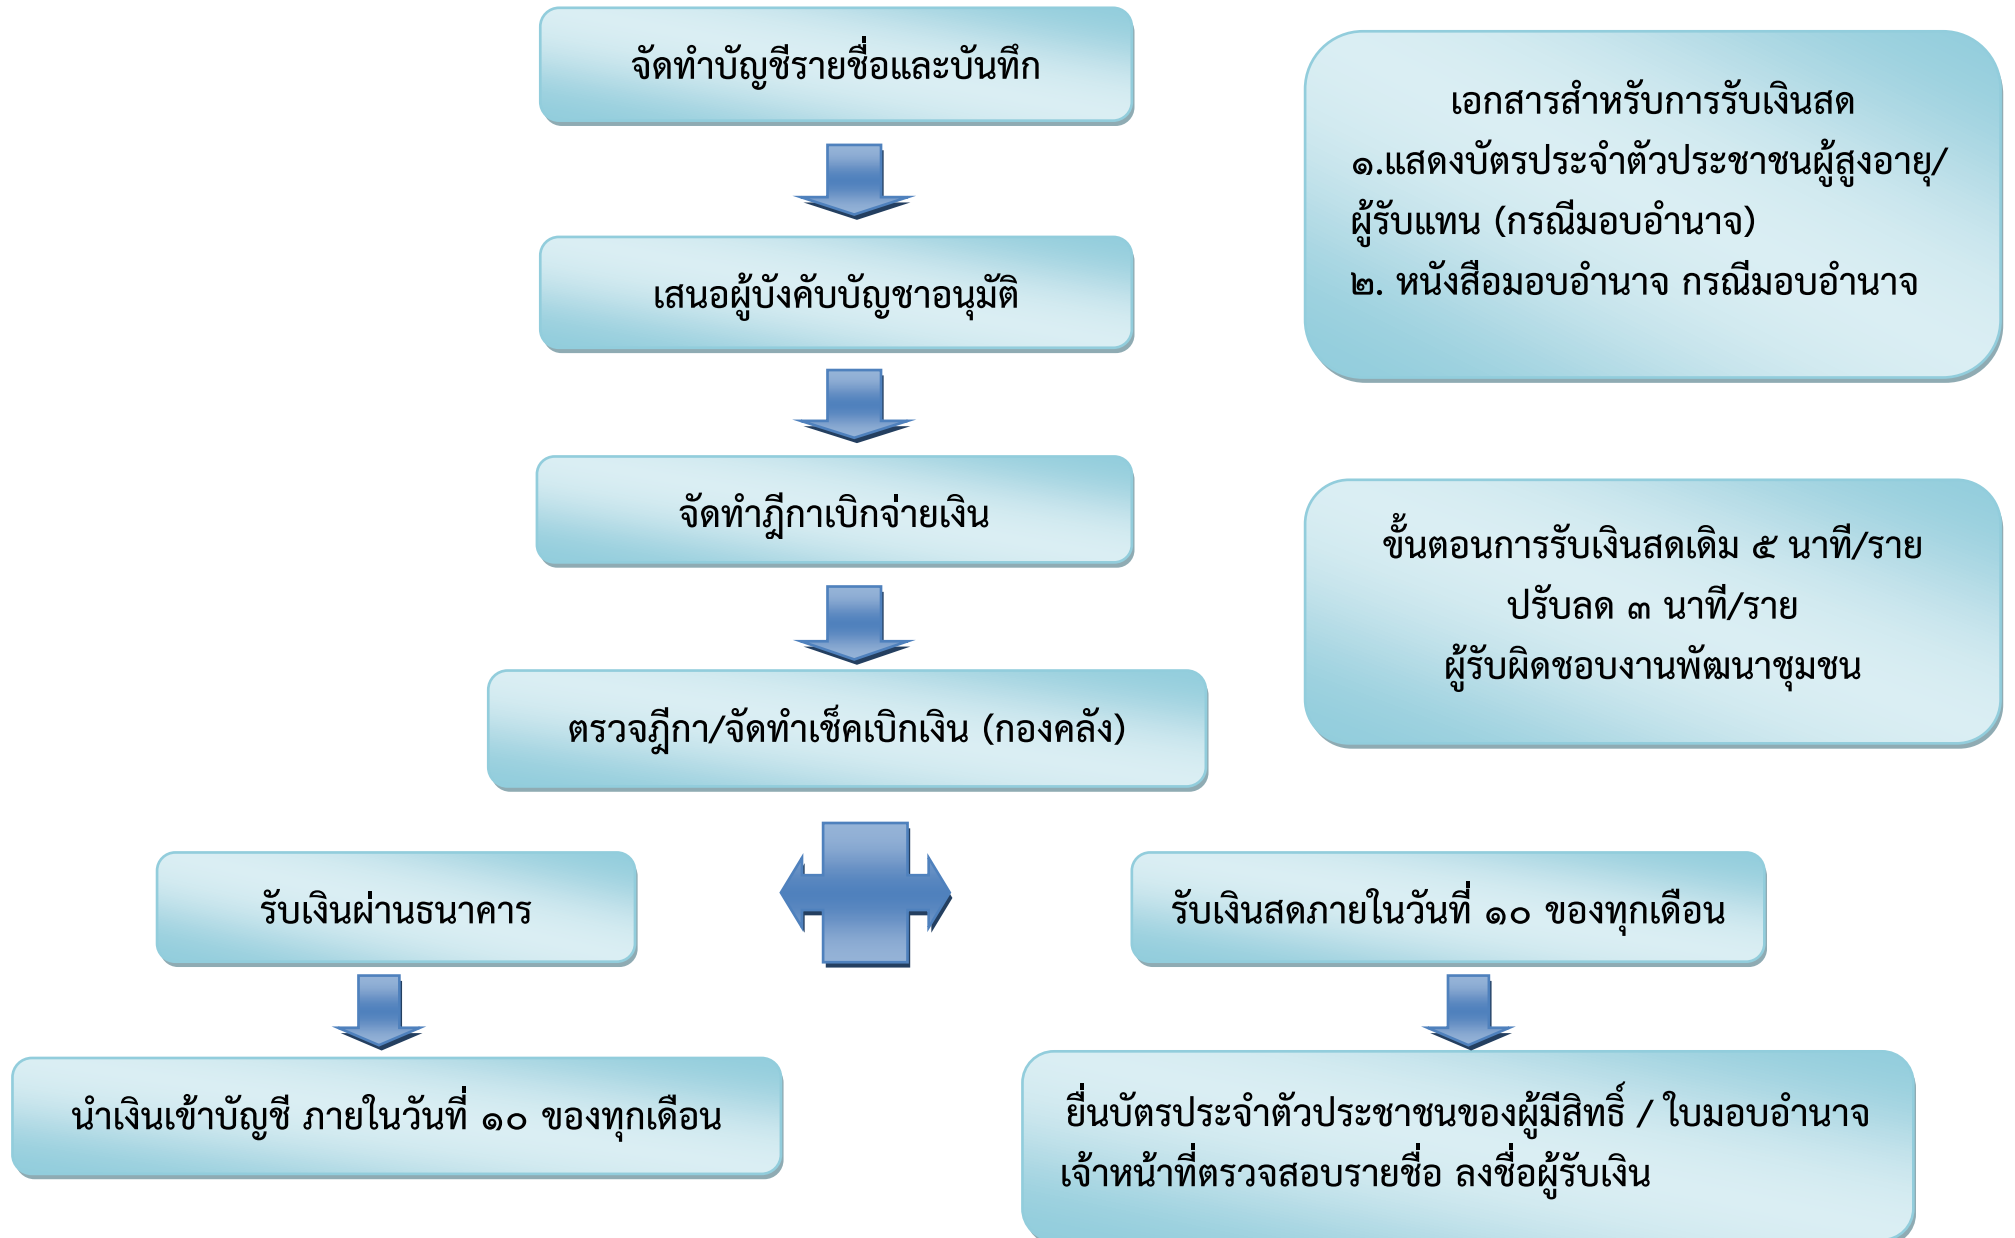 จัดทำบัญชีรายชื่อและบันทึก
เสนอผู้บังคับบัญชาอนุมัติ
จัดทำฎีกาเบิกจ่ายเงิน
ตรวจฎีกา/จัดทำเช็คเบิกเงิน (กองคลัง)
รับเงินผ่านธนาคาร
นำเงินเข้าบัญชี ภายในวันที่ ๑๐ ของทุกเดือน
รับเงินสดภายในวันที่ ๑๐ ของทุกเดือน
ยื่นบัตรประจำตัวประชาชนของผู้มีสิทธิ์ / ใบมอบอำนาจ
เจ้าหน้าที่ตรวจสอบรายชื่อ ลงชื่อผู้รับเงิน
เอกสารสำหรับการรับเงินสด
๑.แสดงบัตรประจำตัวประชาชนผู้สูงอายุ/
ผู้รับแทน (กรณีมอบอำนาจ)
๒. หนังสือมอบอำนาจ กรณีมอบอำนาจ
ขั้นตอนการรับเงินสดเดิม ๕ นาที/ราย
ปรับลด ๓ นาที/ราย
ผู้รับผิดชอบงานพัฒนาชุมชน